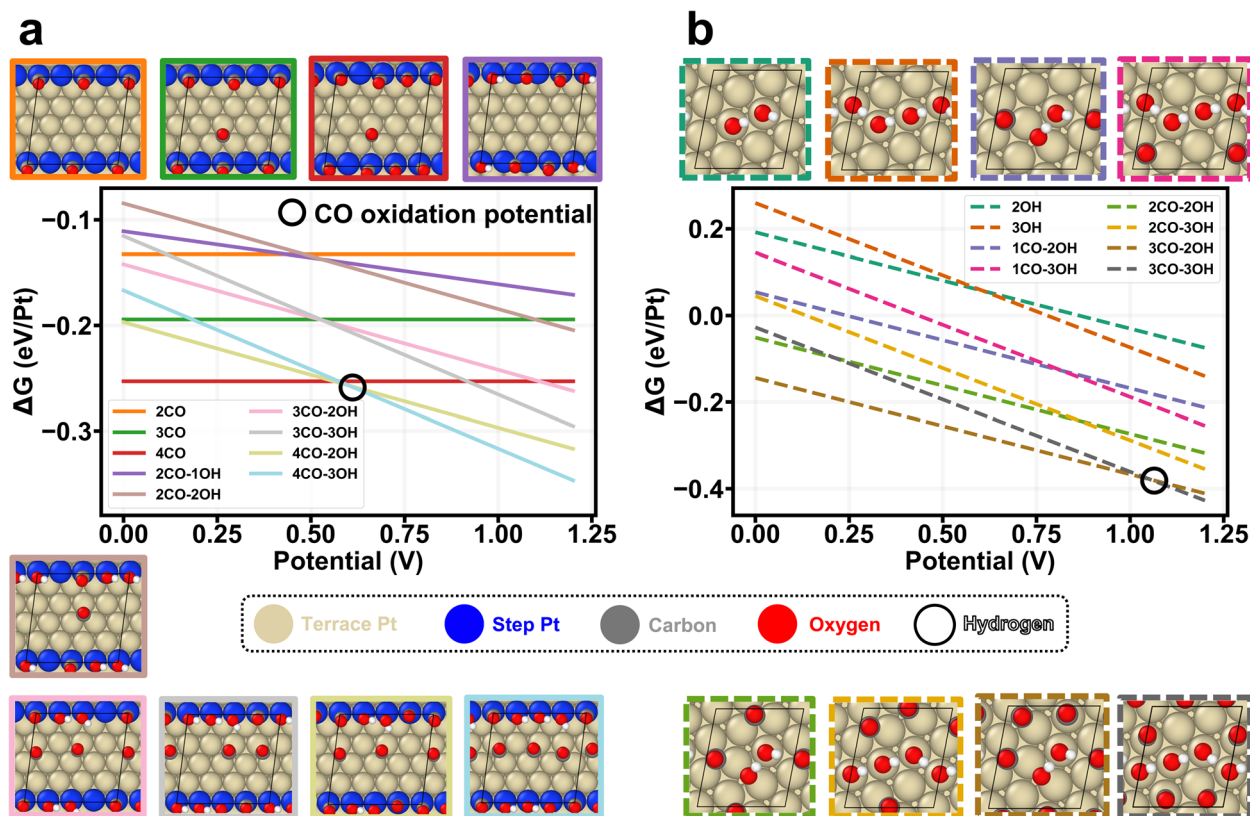 a
b
CO oxidation potential
−0.1
−0.2
−0.3
ΔG (eV/Pt)
2CO
3CO
4CO
2CO-1OH
2CO-2OH
3CO-2OH
3CO-3OH
4CO-2OH
4CO-3OH
0.00 0.25 0.50 0.75 1.00 1.25
Potential (V)
0.2
0.0
−0.2
−0.4
ΔG (eV/Pt)
2OH
3OH
1CO-2OH
1CO-3OH
2CO-2OH
2CO-3OH
3CO-2OH
3CO-3OH
0.00 0.25 0.50 0.75 1.00 1.25
Potential (V)
Terrace Pt Step Pt Carbon Oxygen Hydrogen